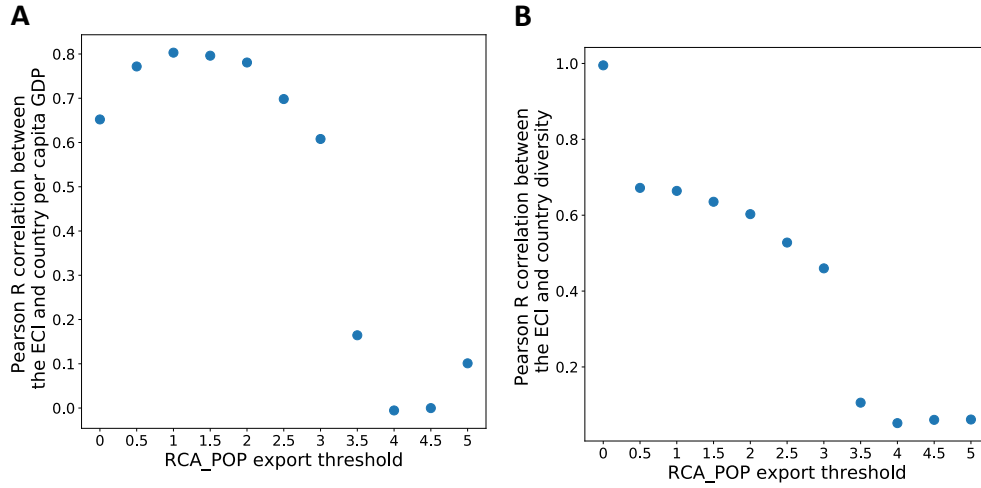 A
Pearson R correlation between
the ECI and country per capita GDP
0.8
0.7
0.6
0.5
0.4
0.3
0.2
0.1
0.0
0 0.5 1 1.5 2 2.5 3 3.5 4 4.5 5
RCA_POP export threshold
B
Pearson R correlation between
the ECI and country diversity
1.0
0.8
0.6
0.4
0.2
0 0.5 1 1.5 2 2.5 3 3.5 4 4.5 5
RCA_POP export threshold